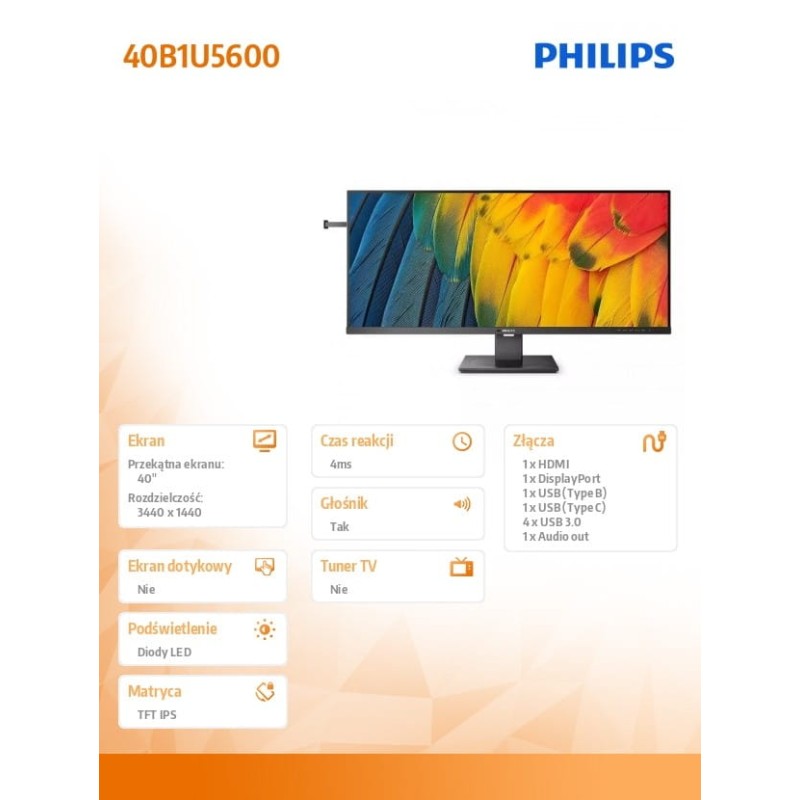 40B1U5600
PHILIPS
Ekran
Przekątna ekranu:
40"
Rozdzielczość:
3440 x 1440
Ekran dotykowy
Nie
Podświetlenie
Diody LED
Matryca
TFT IPS
Czas reakcji
4ms
Głośnik
Tak
Tuner TV
Nie
Złącza
1 x HDMI
1 x DisplayPort
1 x USB (Type B)
1 x USB (Type C)
4 x USB 3.0
1 x Audio out